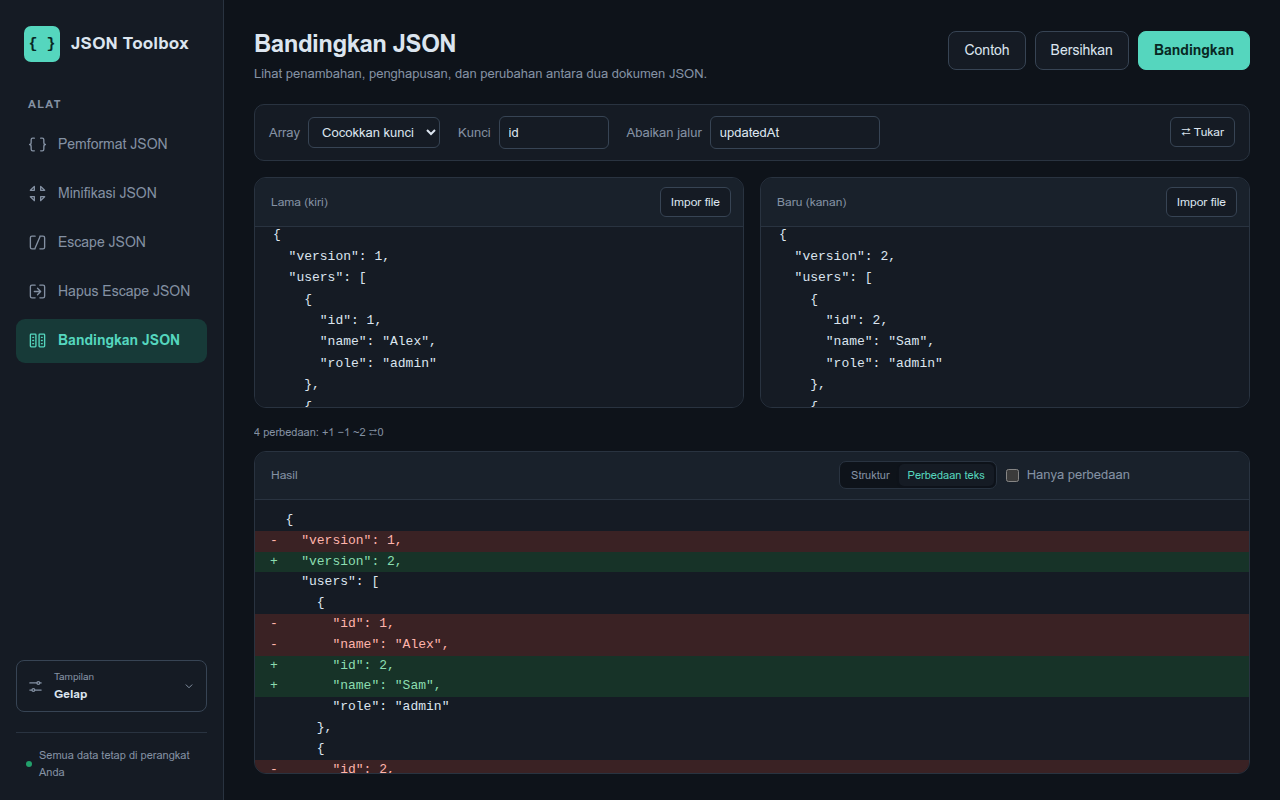 { } JSON Toolbox
ALAT
Pemformat JSON
Minifikasi JSON
Escape JSON
Hapus Escape JSON
Bandingkan JSON
Tampilan
Gelap
Semua data tetap di perangkat
Anda
Bandingkan JSON
Lihat penambahan, penghapusan, dan perubahan antara dua dokumen JSON.
Contoh
Bersihkan
Bandingkan
Array
Cocokkan kunci
Kunci
id
Abaikan jalur
updatedAt
⇄ Tukar
Lama (kiri)
Impor file
{
  "version": 1,
  "users": [
    {
      "id": 1,
      "name": "Alex",
      "role": "admin"
    },
    {
Baru (kanan)
Impor file
{
  "version": 2,
  "users": [
    {
      "id": 2,
      "name": "Sam",
      "role": "admin"
    },
    {
4 perbedaan: +1 −1 ~2 ⇄0
Hasil
Struktur
Perbedaan teks
Hanya perbedaan
  {
-   "version": 1,
+   "version": 2,
    "users": [
      {
-       "id": 1,
-       "name": "Alex",
+       "id": 2,
+       "name": "Sam",
        "role": "admin"
      },
      {
-       "id": 2,